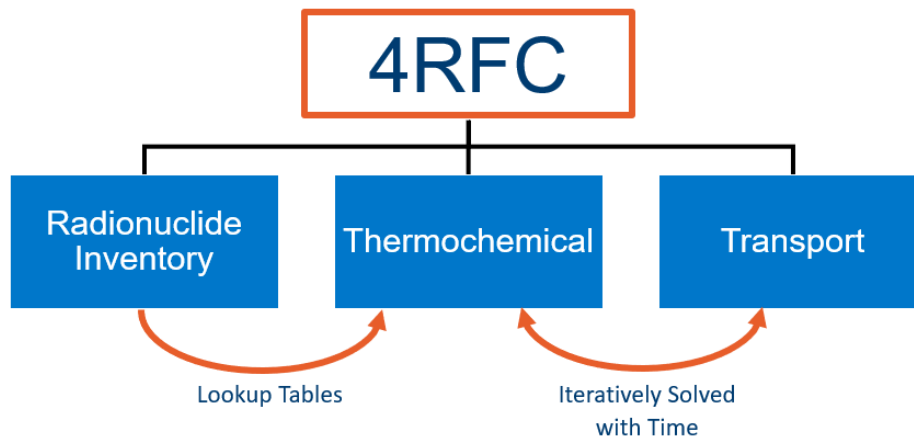 4RFC
Radionuclide
Inventory
Thermochemical
Transport
Lookup Tables
Iteratively Solved
with Time